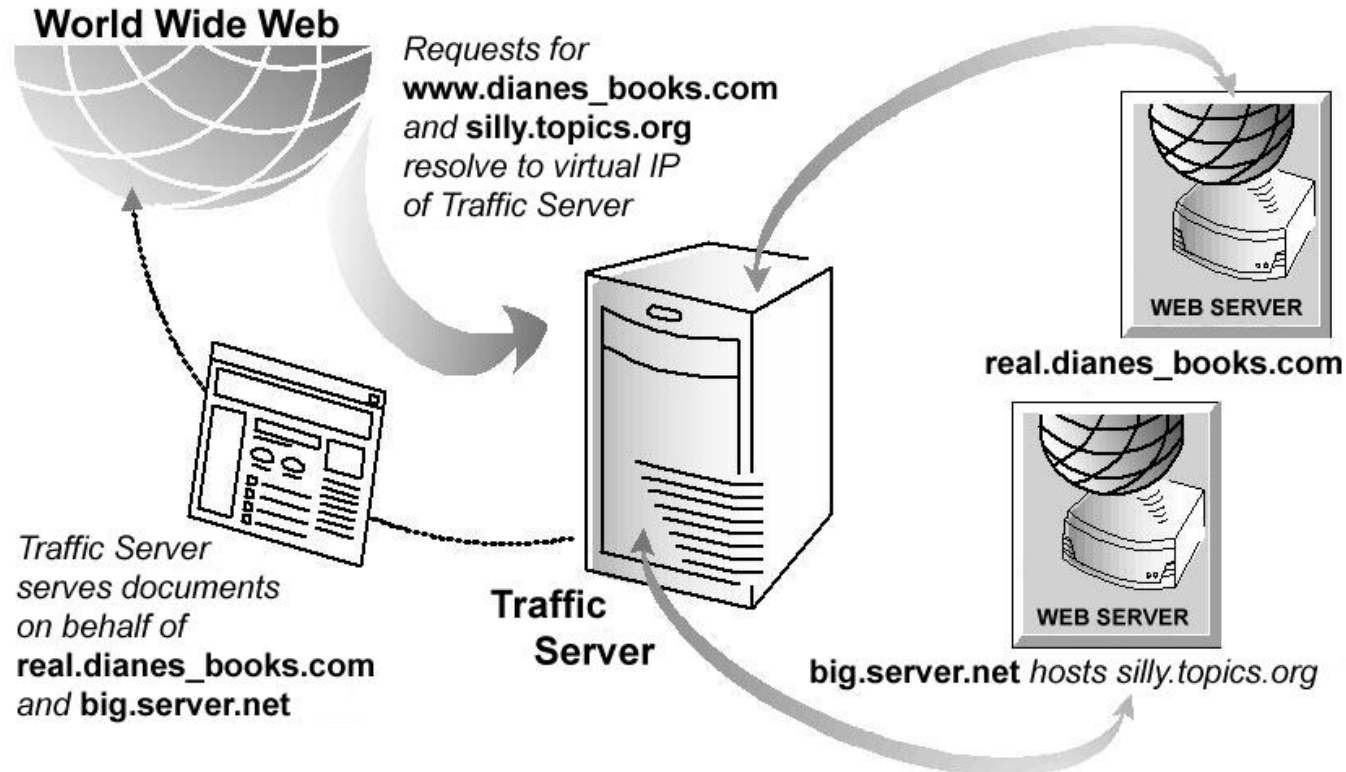 World Wide Web
Requests for
www.dianes_books.com
and silly.topics.org
resolve to virtual IP
of Traffic Server
WEB SERVER
real.dianes_books.com
WEB SERVER
big.server.net hosts silly.topics.org
Traffic
Server
Traffic Server
serves documents
on behalf of
real.dianes_books.com
and big.server.net